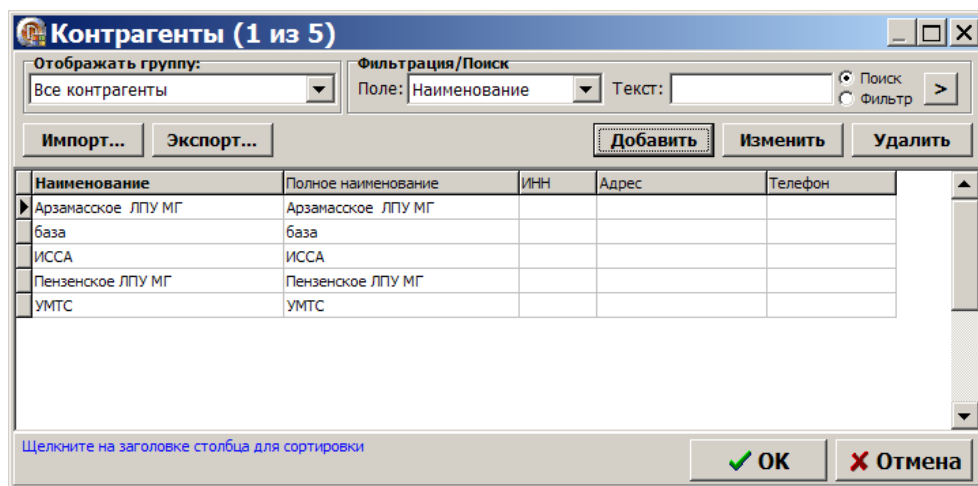 Контрагенты (1 из 5)
Отображать группу: Фильтрация/Поиск
Все контрагенты Поле: Наименование Текст: Поиск Фильтр >
Импорт... Экспорт... Добавить Изменить Удалить
Наименование Полное наименование ИНН Адрес Телефон
Арзамасское ЛПУ МГ Арзамасское ЛПУ МГ
база база
ИССА ИССА
Пензенское ЛПУ МГ Пензенское ЛПУ МГ
УМТС УМТС
Щелкните на заголовке столбца для сортировки
OK Отмена